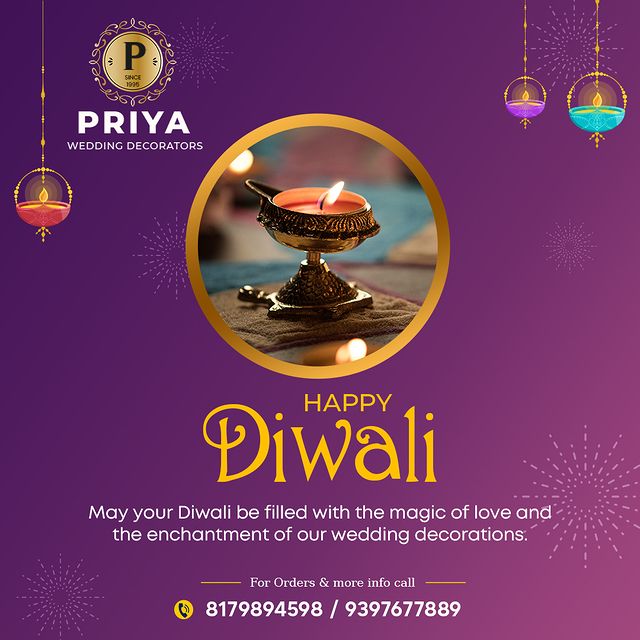 P
SINCE
1995
PRIYA
WEDDING DECORATORS
HAPPY
Diwali
May your Diwali be filled with the magic of love and
the enchantment of our wedding decorations.
For Orders & more info call
8179894598 / 9397677889